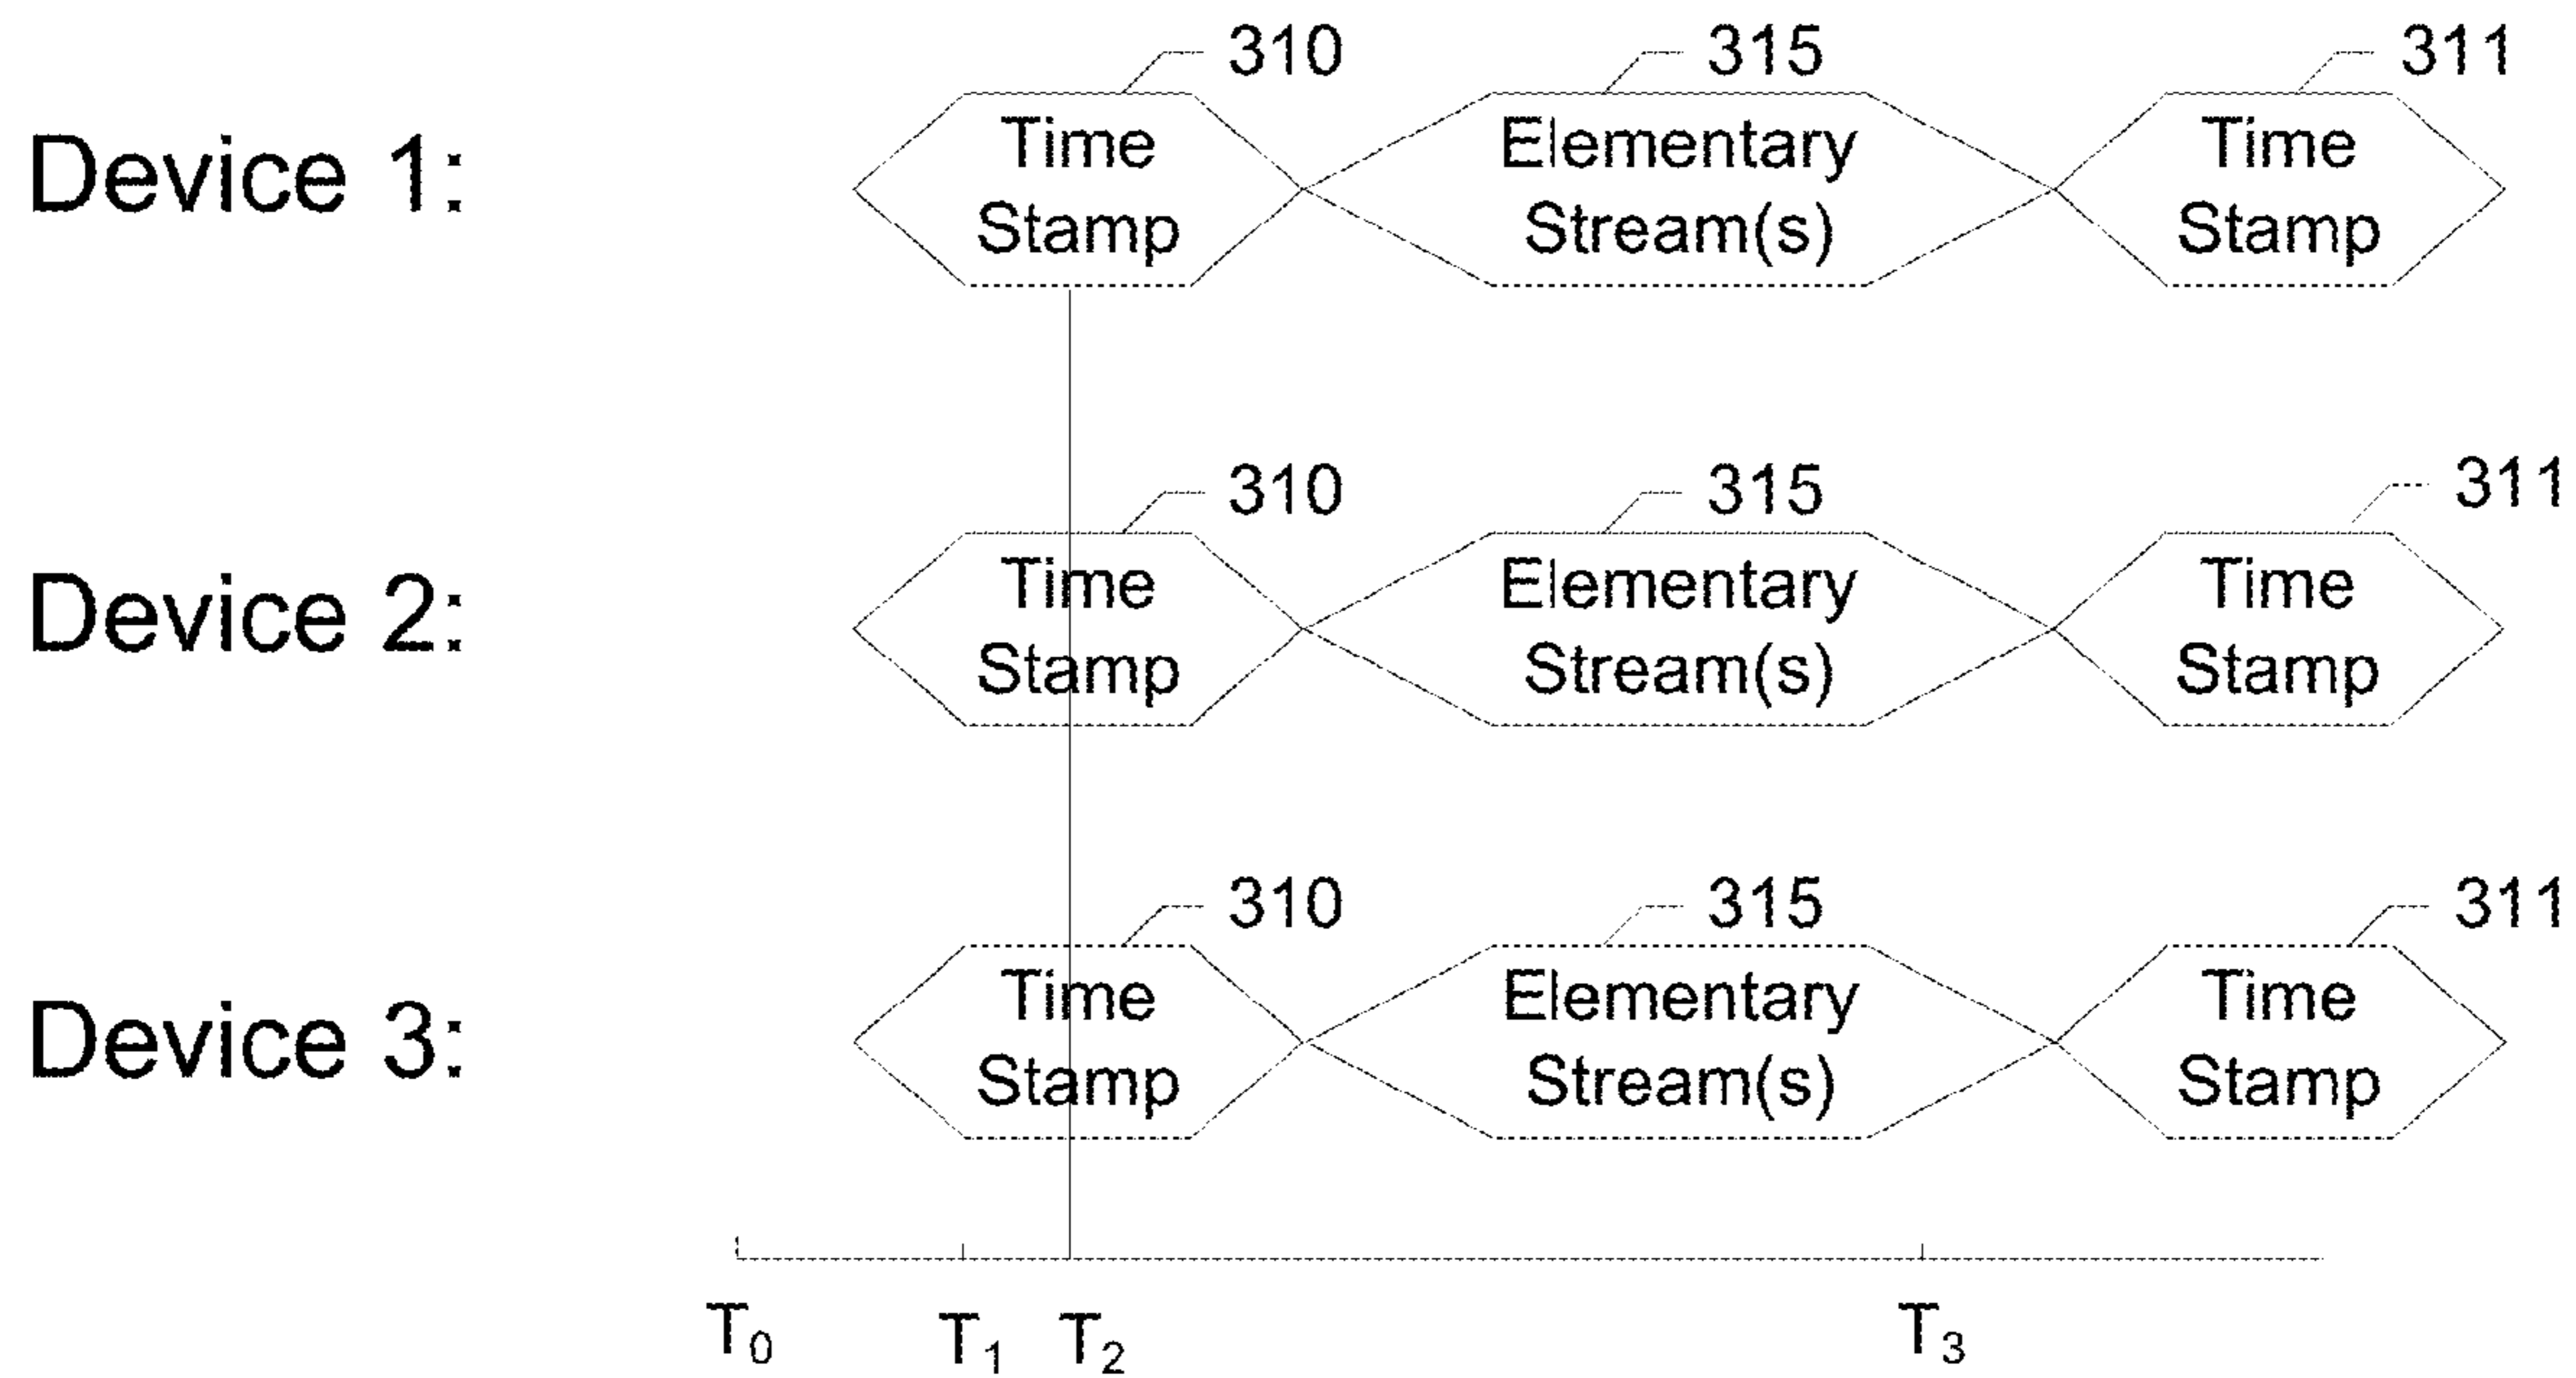 310 315 311
Device 1: Time Elementary Time
Stamp Stream(s) Stamp
310 315 311
Device 2: Time Elementary Time
Stamp Stream(s) Stamp
310 315 311
Device 3: Time Elementary Time
Stamp Stream(s) Stamp
T0 T1 T2 T3